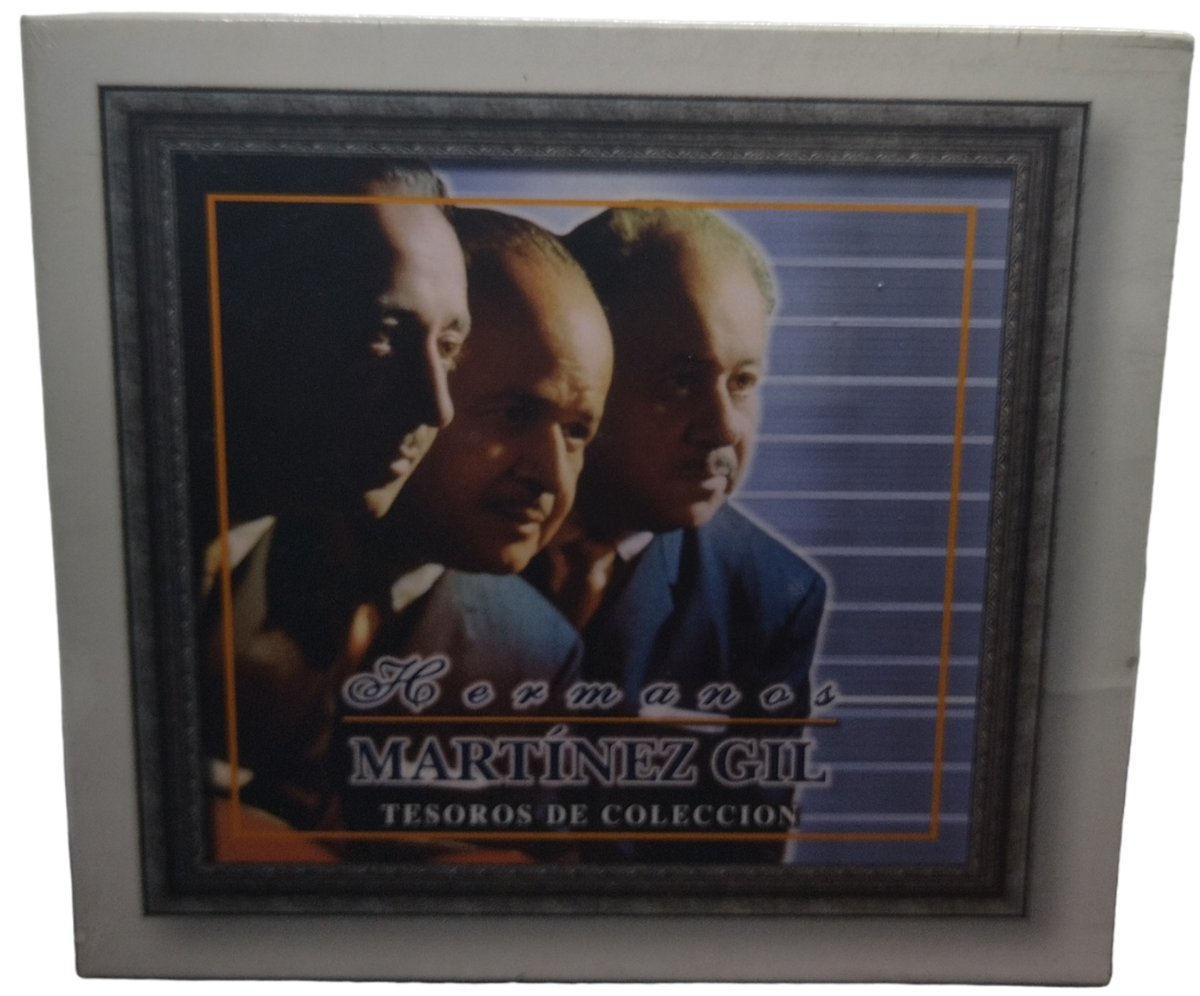 Hermanos
MARTÍNEZ GIL
TESOROS DE COLECCION